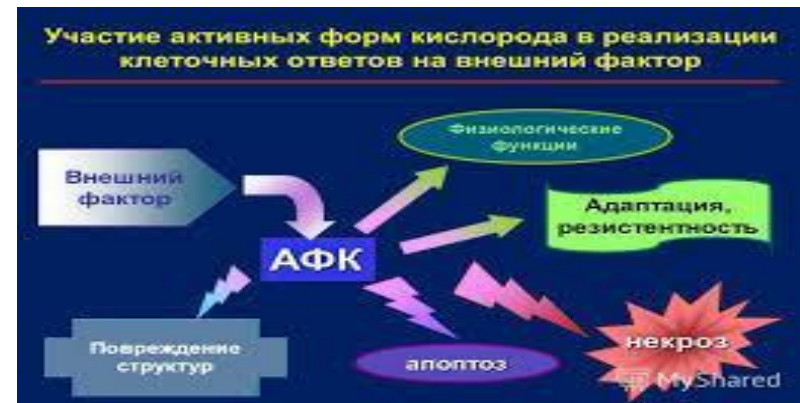 Участие активных форм кислорода в реализации
клеточных ответов на внешний фактор
Физиологические
функции
Внешний
фактор
Адаптация,
резистентность
АФК
Повреждение
структур
апоптоз
некроз
MyShared